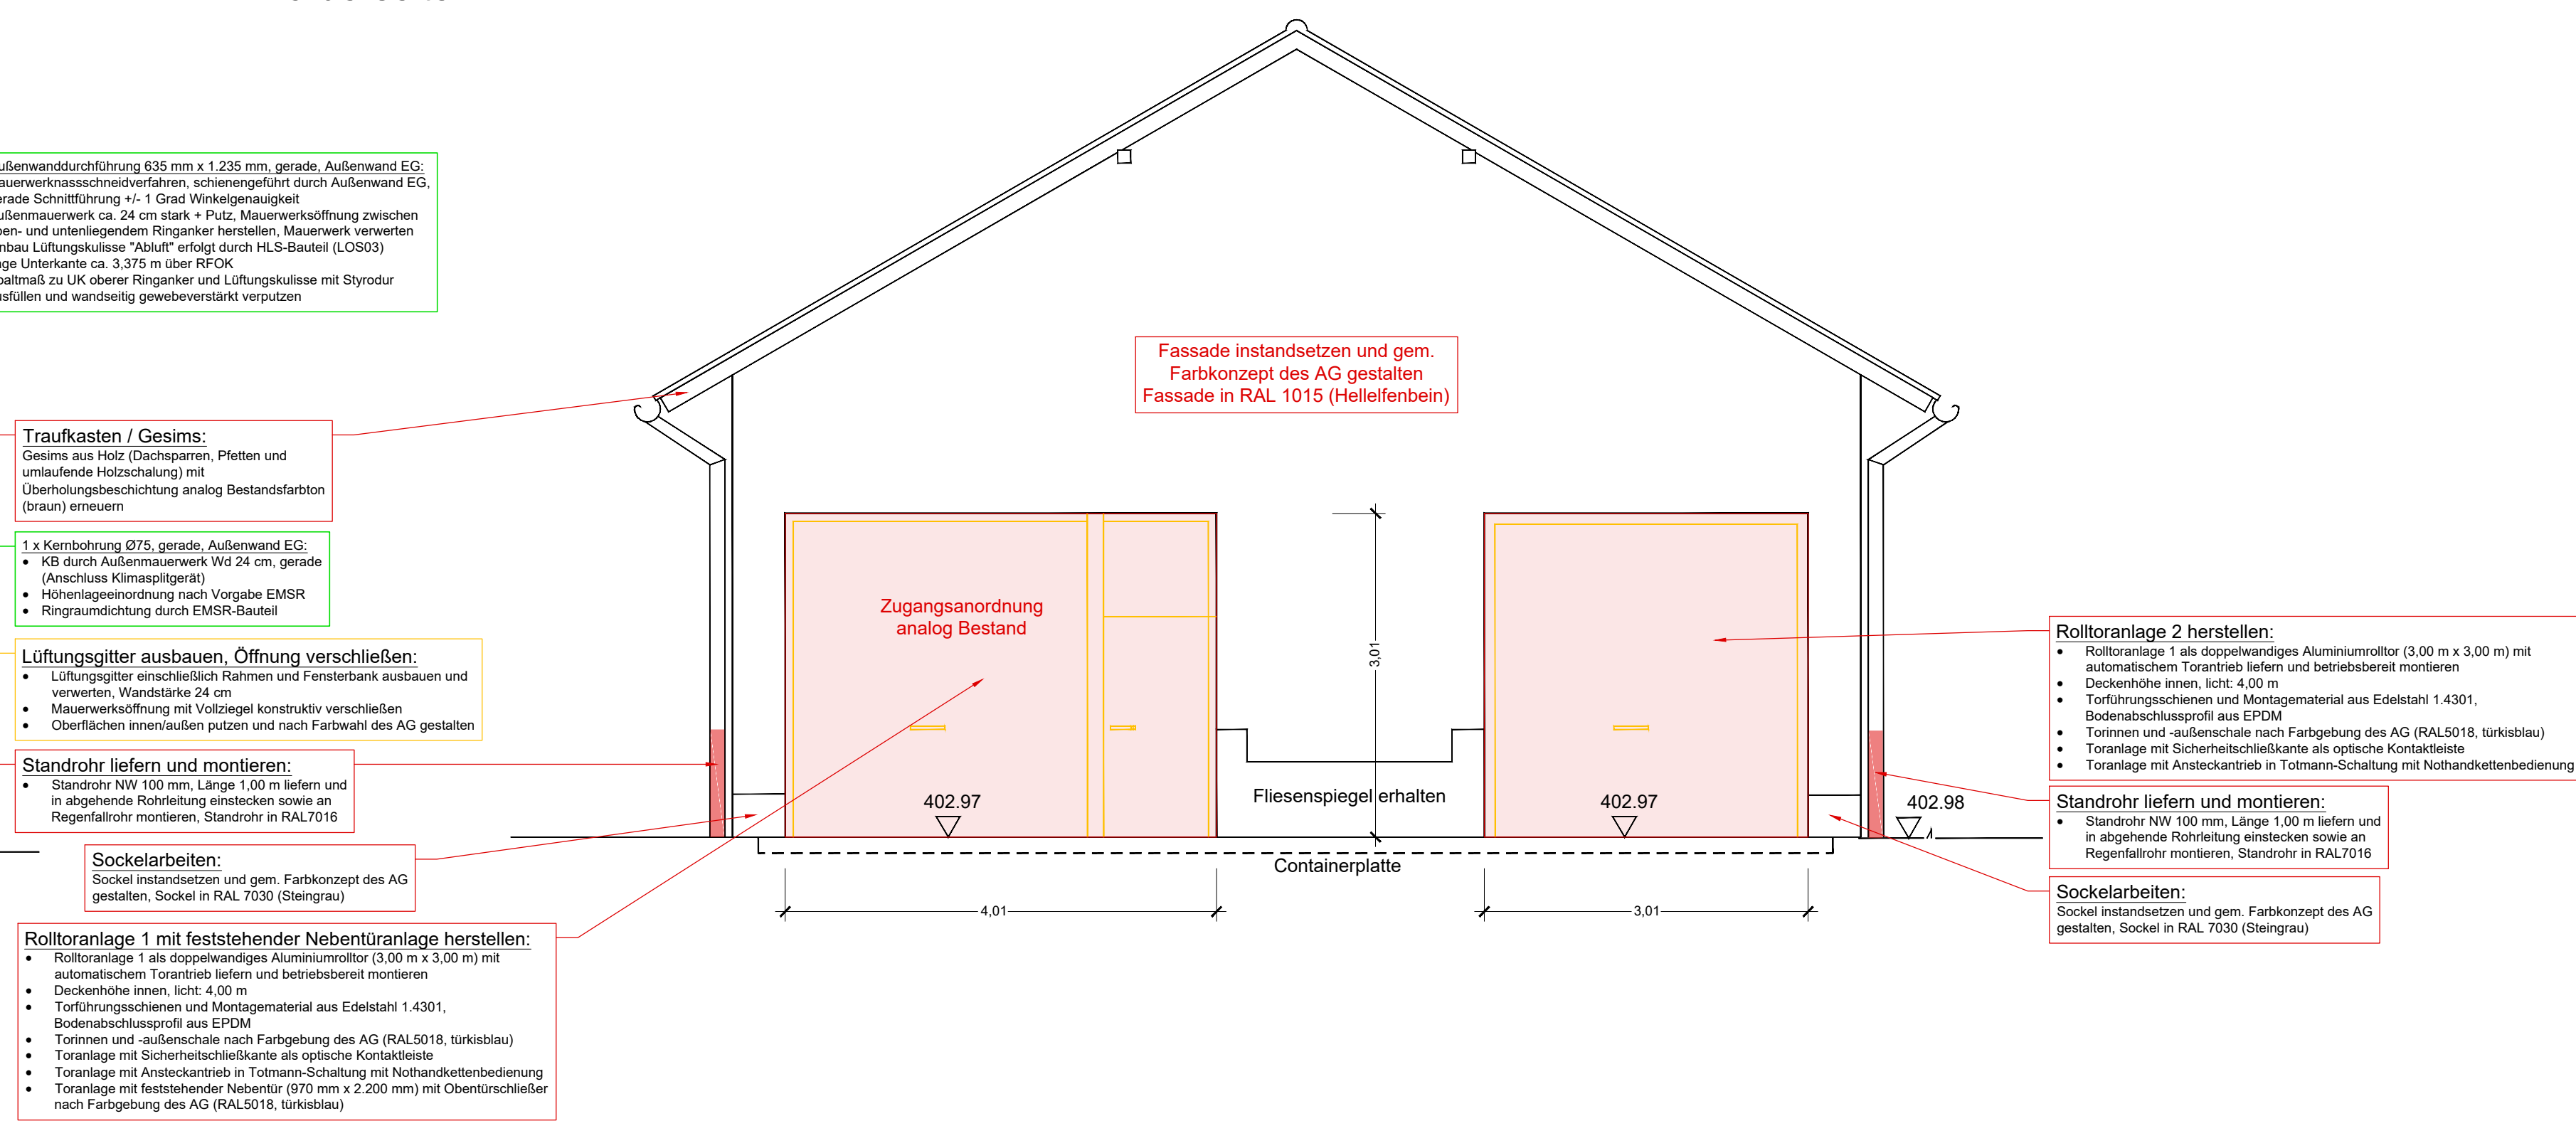 ußenwanddurchführung 635 mm x 1.235 mm, gerade, Außenwand EG:
auerwerknassschneidverfahren, schienengeführt durch Außenwand EG,
erade Schnittführung +/- 1 Grad Winkelgenauigkeit
ußenmauerwerk ca. 24 cm stark + Putz, Mauerwerksöffnung zwischen
ben- und untenliegendem Ringanker herstellen, Mauerwerk verwerten
nbau Lüftungskulisse "Abluft" erfolgt durch HLS-Bauteil (LOS03)
age Unterkante ca. 3,375 m über RFOK
paltmaß zu UK oberer Ringanker und Lüftungskulisse mit Styrodur
usfüllen und wandseitig gewebeverstärkt verputzen
Fassade instandsetzen und gem.
Farbkonzept des AG gestalten
Fassade in RAL 1015 (Hellelfenbein)
Traufkasten / Gesims:
Gesims aus Holz (Dachsparren, Pfetten und
umlaufende Holzschalung) mit
Überholungsbeschichtung analog Bestandsfarbton
(braun) erneuern
1 x Kernbohrung Ø75, gerade, Außenwand EG:
• KB durch Außenmauerwerk Wd 24 cm, gerade
(Anschluss Klimasplitgerät)
• Höhenlageeinordnung nach Vorgabe EMSR
• Ringraumdichtung durch EMSR-Bauteil
Lüftungsgitter ausbauen, Öffnung verschließen:
• Lüftungsgitter einschließlich Rahmen und Fensterbank ausbauen und
verwerten, Wandstärke 24 cm
• Mauerwerksöffnung mit Vollziegel konstruktiv verschließen
• Oberflächen innen/außen putzen und nach Farbwahl des AG gestalten
Standrohr liefern und montieren:
• Standrohr NW 100 mm, Länge 1,00 m liefern und
in abgehende Rohrleitung einstecken sowie an
Regenfallrohr montieren, Standrohr in RAL7016
Sockelarbeiten:
Sockel instandsetzen und gem. Farbkonzept des AG
gestalten, Sockel in RAL 7030 (Steingrau)
Rolltoranlage 1 mit feststehender Nebentüranlage herstellen:
• Rolltoranlage 1 als doppelwandiges Aluminiumrolltor (3,00 m x 3,00 m) mit
automatischem Torantrieb liefern und betriebsbereit montieren
• Deckenhöhe innen, licht: 4,00 m
• Torführungsschienen und Montagematerial aus Edelstahl 1.4301,
Bodenabschlussprofil aus EPDM
• Torinnen und -außenschale nach Farbgebung des AG (RAL5018, türkisblau)
• Toranlage mit Sicherheitschließkante als optische Kontaktleiste
• Toranlage mit Ansteckantrieb in Totmann-Schaltung mit Nothandkettenbedienung
• Toranlage mit feststehender Nebentür (970 mm x 2.200 mm) mit Obentürschließer
nach Farbgebung des AG (RAL5018, türkisblau)
Zugangsanordnung
analog Bestand
402.97
3,01
Fliesenspiegel erhalten
402.97
402.98
Containerplatte
4,01
3,01
Rolltoranlage 2 herstellen:
• Rolltoranlage 1 als doppelwandiges Aluminiumrolltor (3,00 m x 3,00 m) mit
automatischem Torantrieb liefern und betriebsbereit montieren
• Deckenhöhe innen, licht: 4,00 m
• Torführungsschienen und Montagematerial aus Edelstahl 1.4301,
Bodenabschlussprofil aus EPDM
• Torinnen und -außenschale nach Farbgebung des AG (RAL5018, türkisblau)
• Toranlage mit Sicherheitschließkante als optische Kontaktleiste
• Toranlage mit Ansteckantrieb in Totmann-Schaltung mit Nothandkettenbedienung
Standrohr liefern und montieren:
• Standrohr NW 100 mm, Länge 1,00 m liefern und
in abgehende Rohrleitung einstecken sowie an
Regenfallrohr montieren, Standrohr in RAL7016
Sockelarbeiten:
Sockel instandsetzen und gem. Farbkonzept des AG
gestalten, Sockel in RAL 7030 (Steingrau)